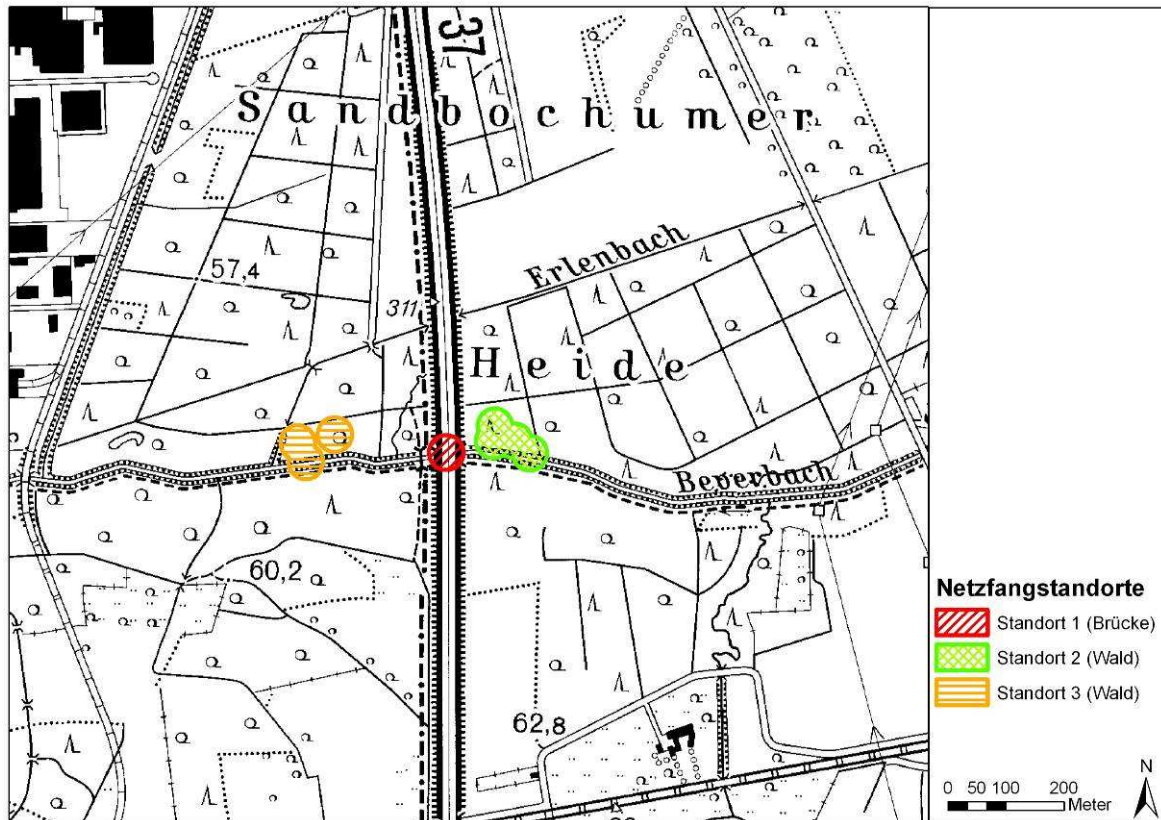 37
Sandbochumer
Erlenbach
57,4
311
Heide
Beverbach
60,2
62,8
Netzfangstandorte
Standort 1 (Brücke)
Standort 2 (Wald)
Standort 3 (Wald)
N
0 50 100 200
Meter